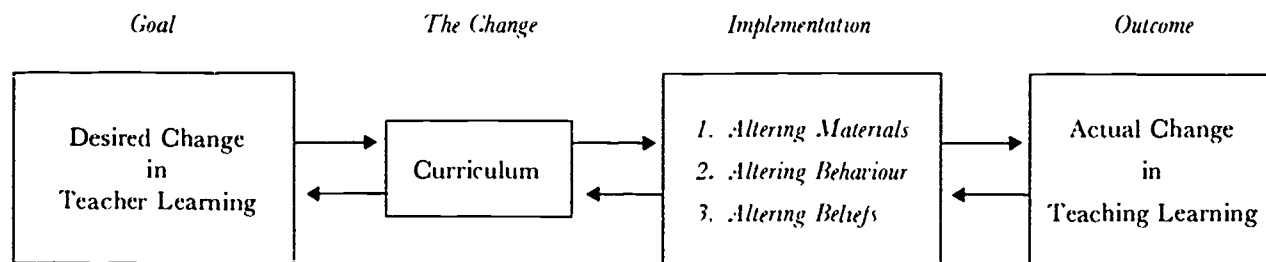 Goal The Change Implementation Outcome
Desired Change
in
Teacher Learning
Curriculum
1. Altering Materials
2. Altering Behaviour
3. Altering Beliefs
Actual Change
in
Teaching Learning